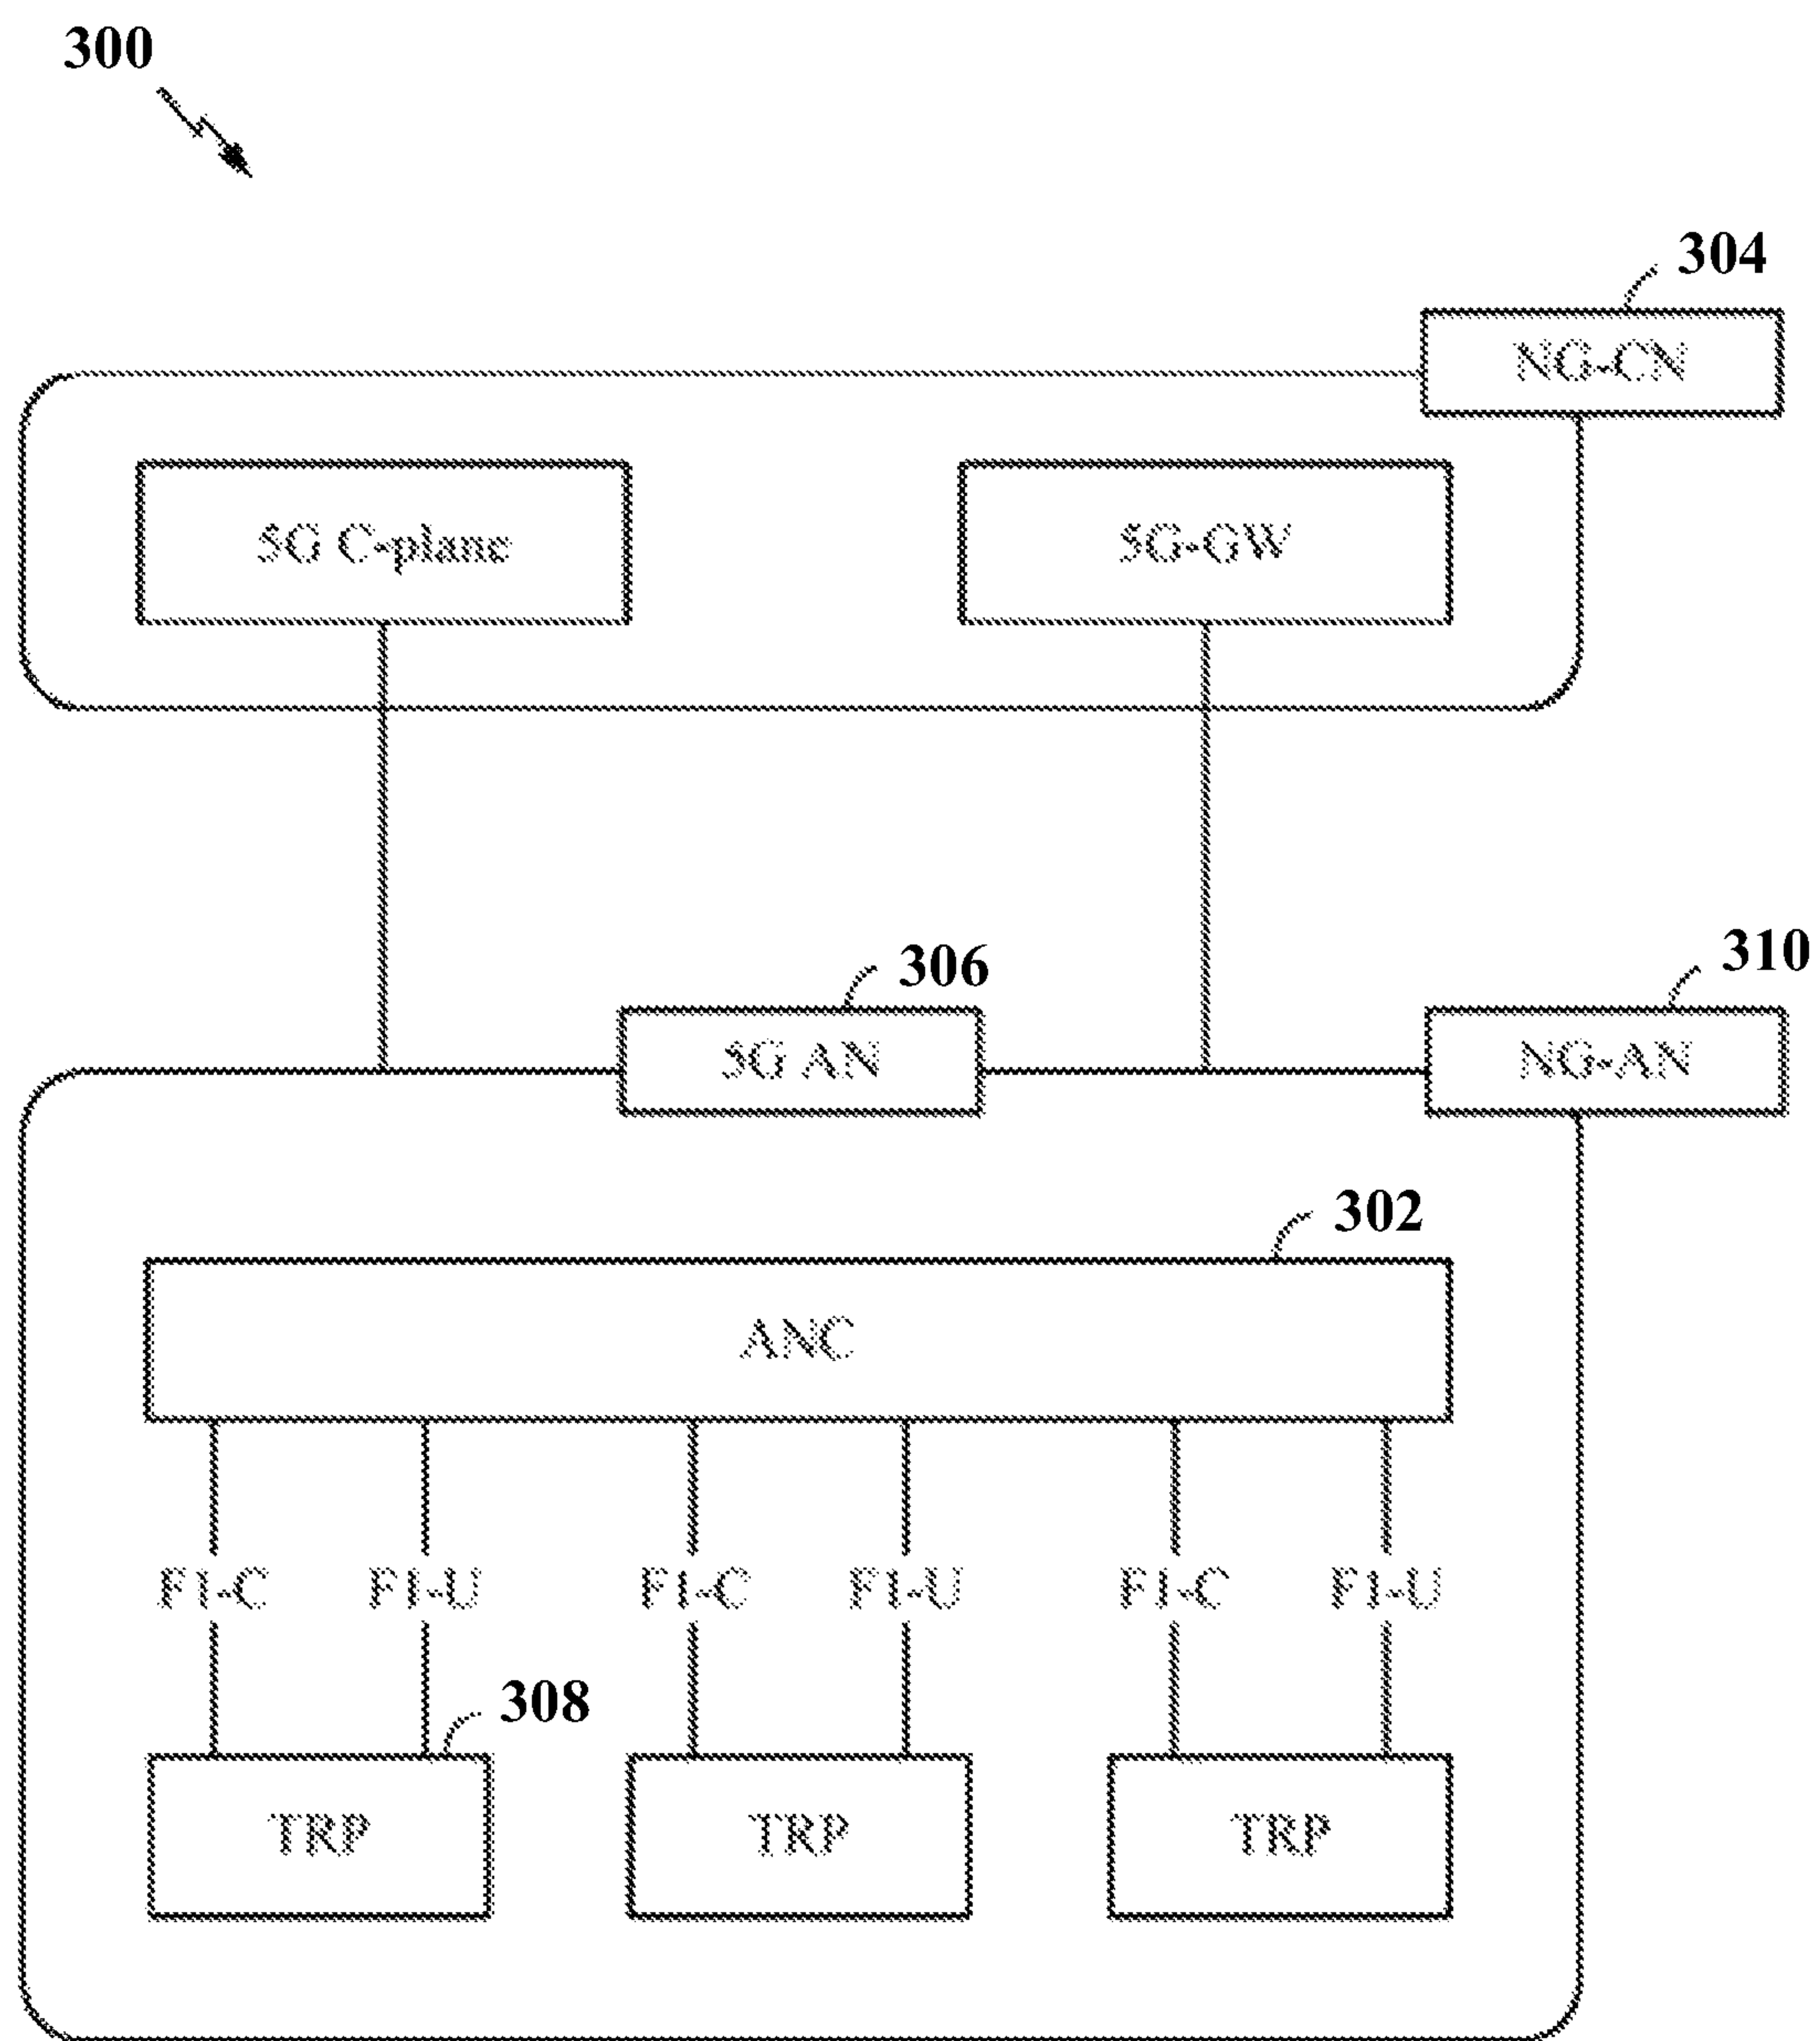 300
304
NG-CN
5G C-plane
5G-GW
306
310
5G AN
NG-AN
302
ANC
F1-C
F1-U
F1-C
F1-U
F1-C
F1-U
308
TRP
TRP
TRP